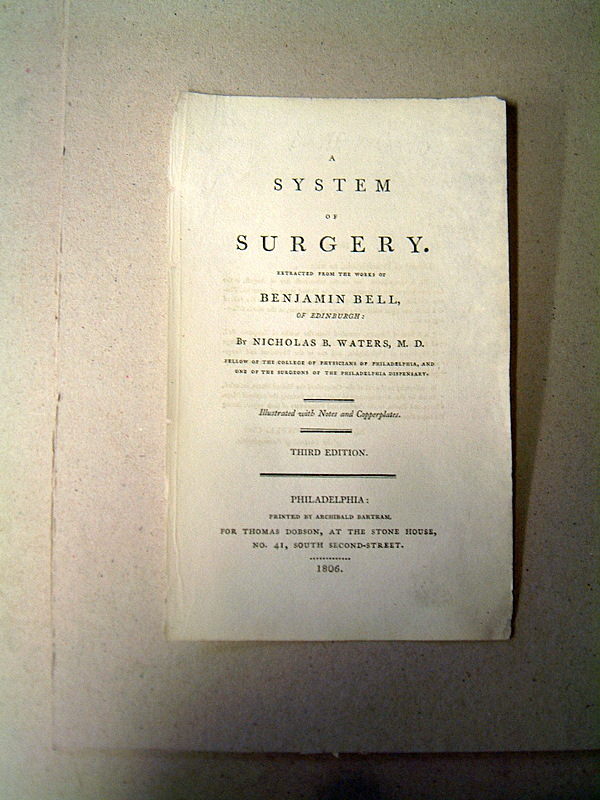 A
SYSTEM
OF
SURGERY.
EXTRACTED FROM THE WORKS OF
BENJAMIN BELL,
OF EDINBURGH:
By NICHOLAS B. WATERS, M. D.
FELLOW OF THE COLLEGE OF PHYSICIANS OF PHILADELPHIA, AND
ONE OF THE SURGEONS OF THE PHILADELPHIA DISPENSARY.
Illustrated with Notes and Copperplates.
THIRD EDITION.
PHILADELPHIA:
PRINTED BY ARCHIBALD BARTRAM,
FOR THOMAS DOBSON, AT THE STONE HOUSE,
NO. 41, SOUTH SECOND-STREET.
1806.